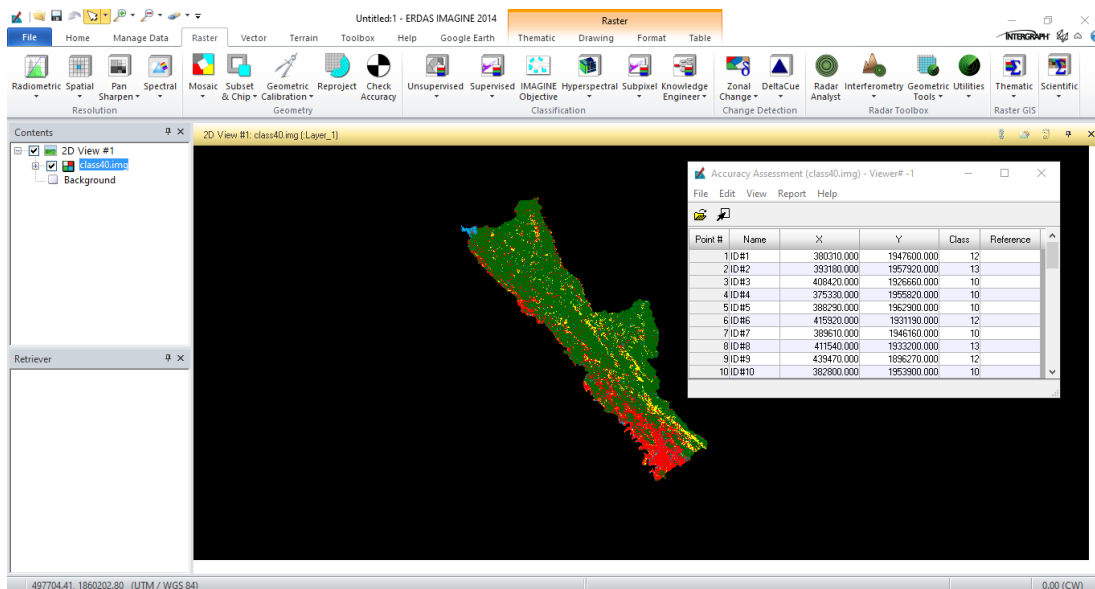 Untitled:1 - ERDAS IMAGINE 2014
Raster
File Home Manage Data Raster Vector Terrain Toolbox Help Google Earth Thematic Drawing Format Table
INTERGRAPH
Radiometric Spatial Pan Sharpen Spectral Mosaic Subset & Chip Geometric Calibration Reproject Check Accuracy Unsupervised Supervised IMAGINE Objective Hyperspectral Subpixel Knowledge Engineer Zonal Change DeltaCue Radar Analyst Interferometry Geometric Tools Utilities Thematic Scientific
Resolution Geometry Classification Change Detection Radar Toolbox Raster GIS
Contents
2D View #1: class40.img (:Layer_1)
2D View #1
class40.img
Background
Accuracy Assessment (class40.img) - Viewer# -1
File Edit View Report Help
Point # Name X Y Class Reference
1 ID#1 380310.000 1947600.000 12
2 ID#2 393180.000 1957920.000 13
3 ID#3 408420.000 1926660.000 10
4 ID#4 375330.000 1955820.000 10
5 ID#5 388290.000 1962900.000 10
6 ID#6 415920.000 1931190.000 12
7 ID#7 389610.000 1946160.000 10
8 ID#8 411540.000 1933200.000 13
9 ID#9 439470.000 1896270.000 12
10 ID#10 382800.000 1953900.000 10
Retriever
497704.41, 1860202.80 (UTM / WGS 84)
0.00 (CW)